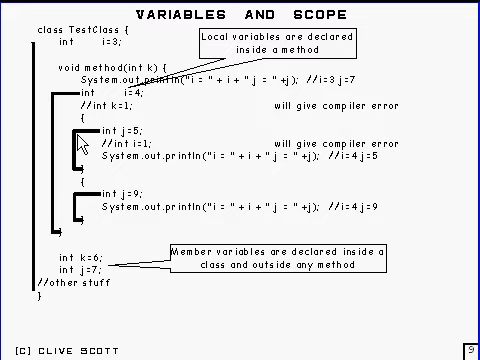 VARIABLES AND SCOPE
class TestClass {
int i=3;
Local variables are declared
inside a method
void method(int k) {
System.out.println("i = " + i + " j = " +j); //i=3 j=7
int i=4;
//int k=1; will give compiler error
{
int j=5;
//int i=1; will give compiler error
System.out.println("i = " + i + " j = " +j); //i=4 j=5
}
{
int j=9;
System.out.println("i = " + i + " j = " +j); //i=4 j=9
}
}
Member variables are declared inside a
class and outside any method
int k=6;
int j=7;
//other stuff
}
(C) CLIVE SCOTT
9